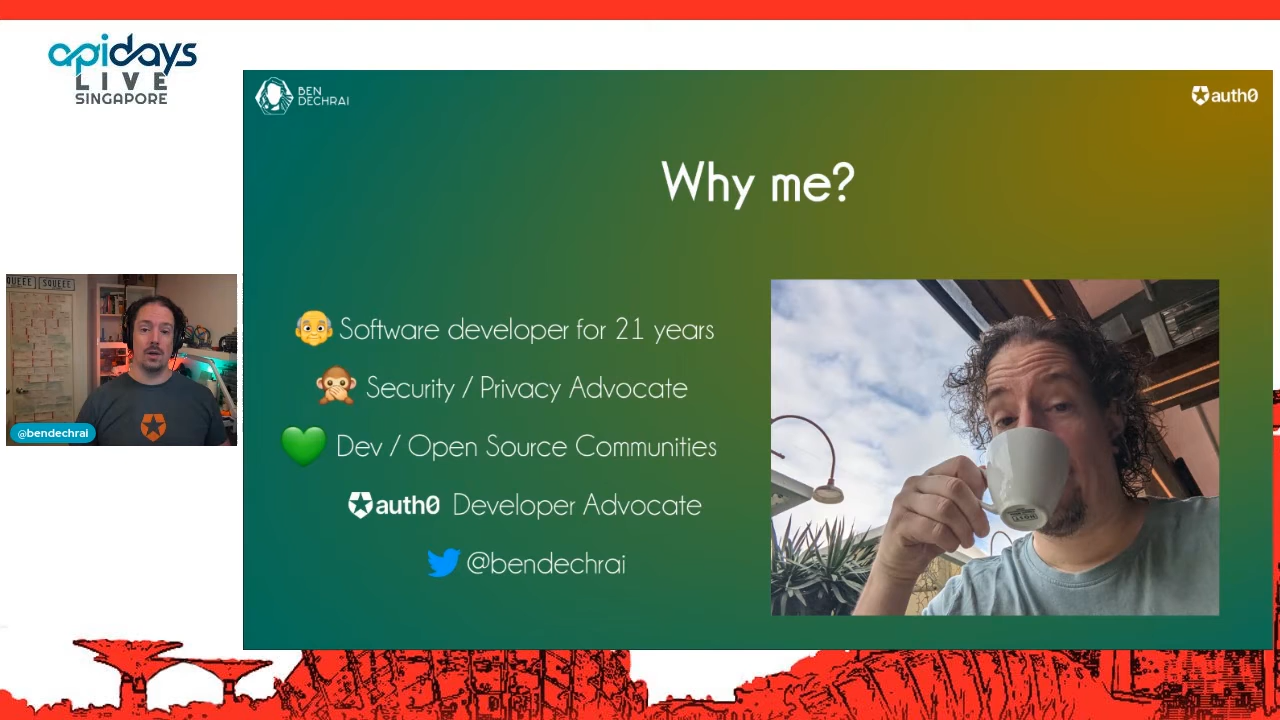 apidays
LIVE
SINGAPORE
BEN
DECHRAI
auth0
Why me?
Software developer for 21 years
Security / Privacy Advocate
Dev / Open Source Communities
auth0 Developer Advocate
@bendechrai
SQUEEE
@bendechrai